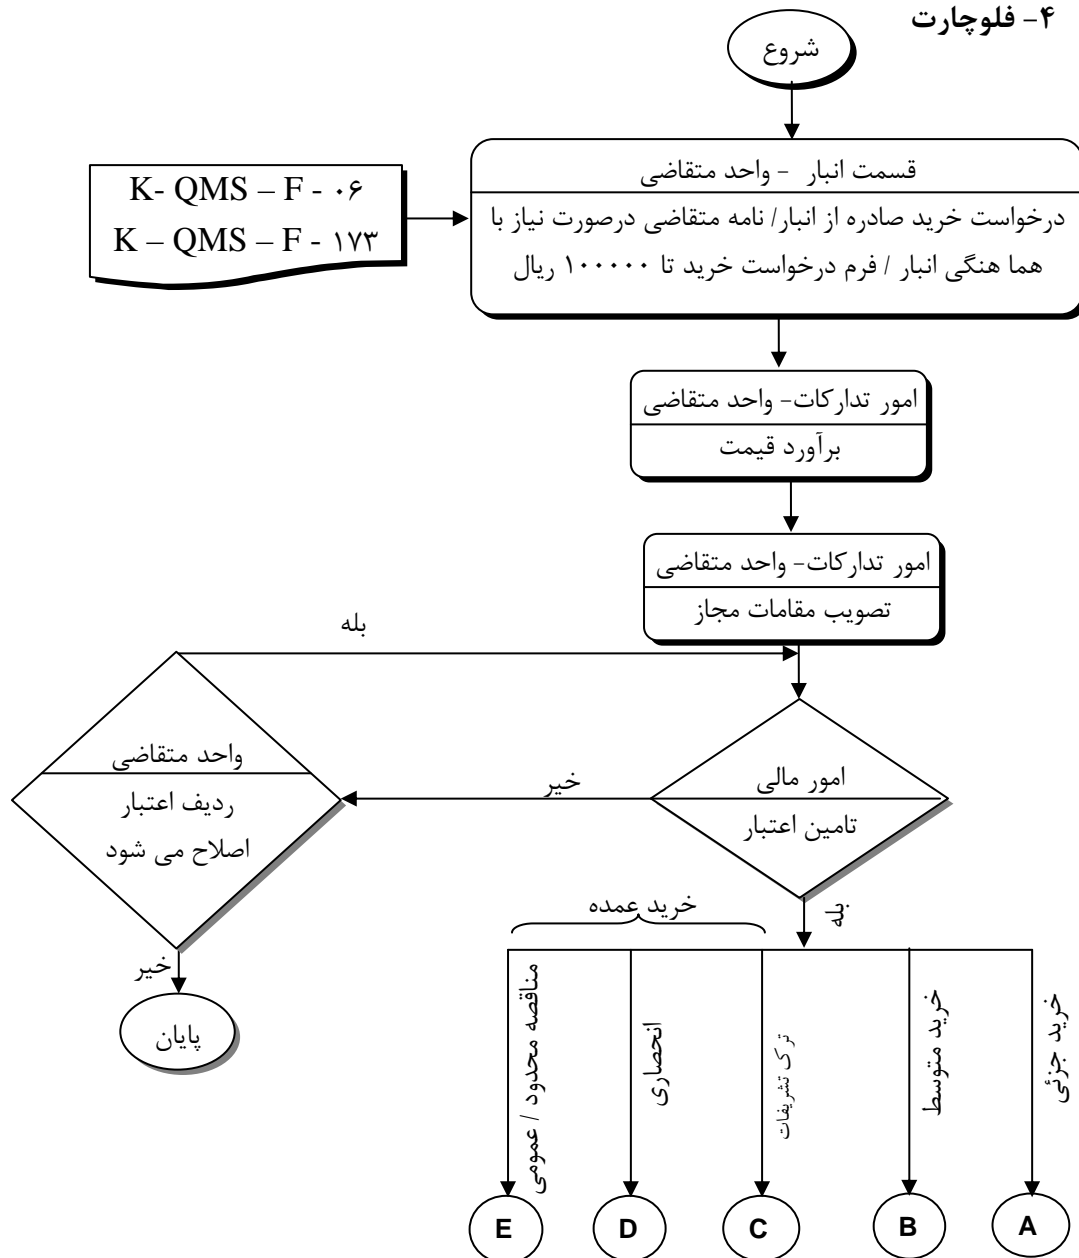 ۴- فلوچارت
شروع
قسمت انبار - واحد متقاضی
درخواست خرید صادره از انبار/ نامه متقاضی درصورت نیاز با
هما هنگی انبار / فرم درخواست خرید تا ۱۰۰۰۰۰ ریال
K- QMS – F - ۰۶
K – QMS – F - ۱۷۳
امور تدارکات- واحد متقاضی
برآورد قیمت
امور تدارکات- واحد متقاضی
تصویب مقامات مجاز
بله
امور مالی
تامین اعتبار
خیر
واحد متقاضی
ردیف اعتبار
اصلاح می شود
خیر
پایان
بله
خرید عمده
خرید جزئی
خرید متوسط
ترک تشریفات
انحصاری
مناقصه محدود / عمومی
A
B
C
D
E